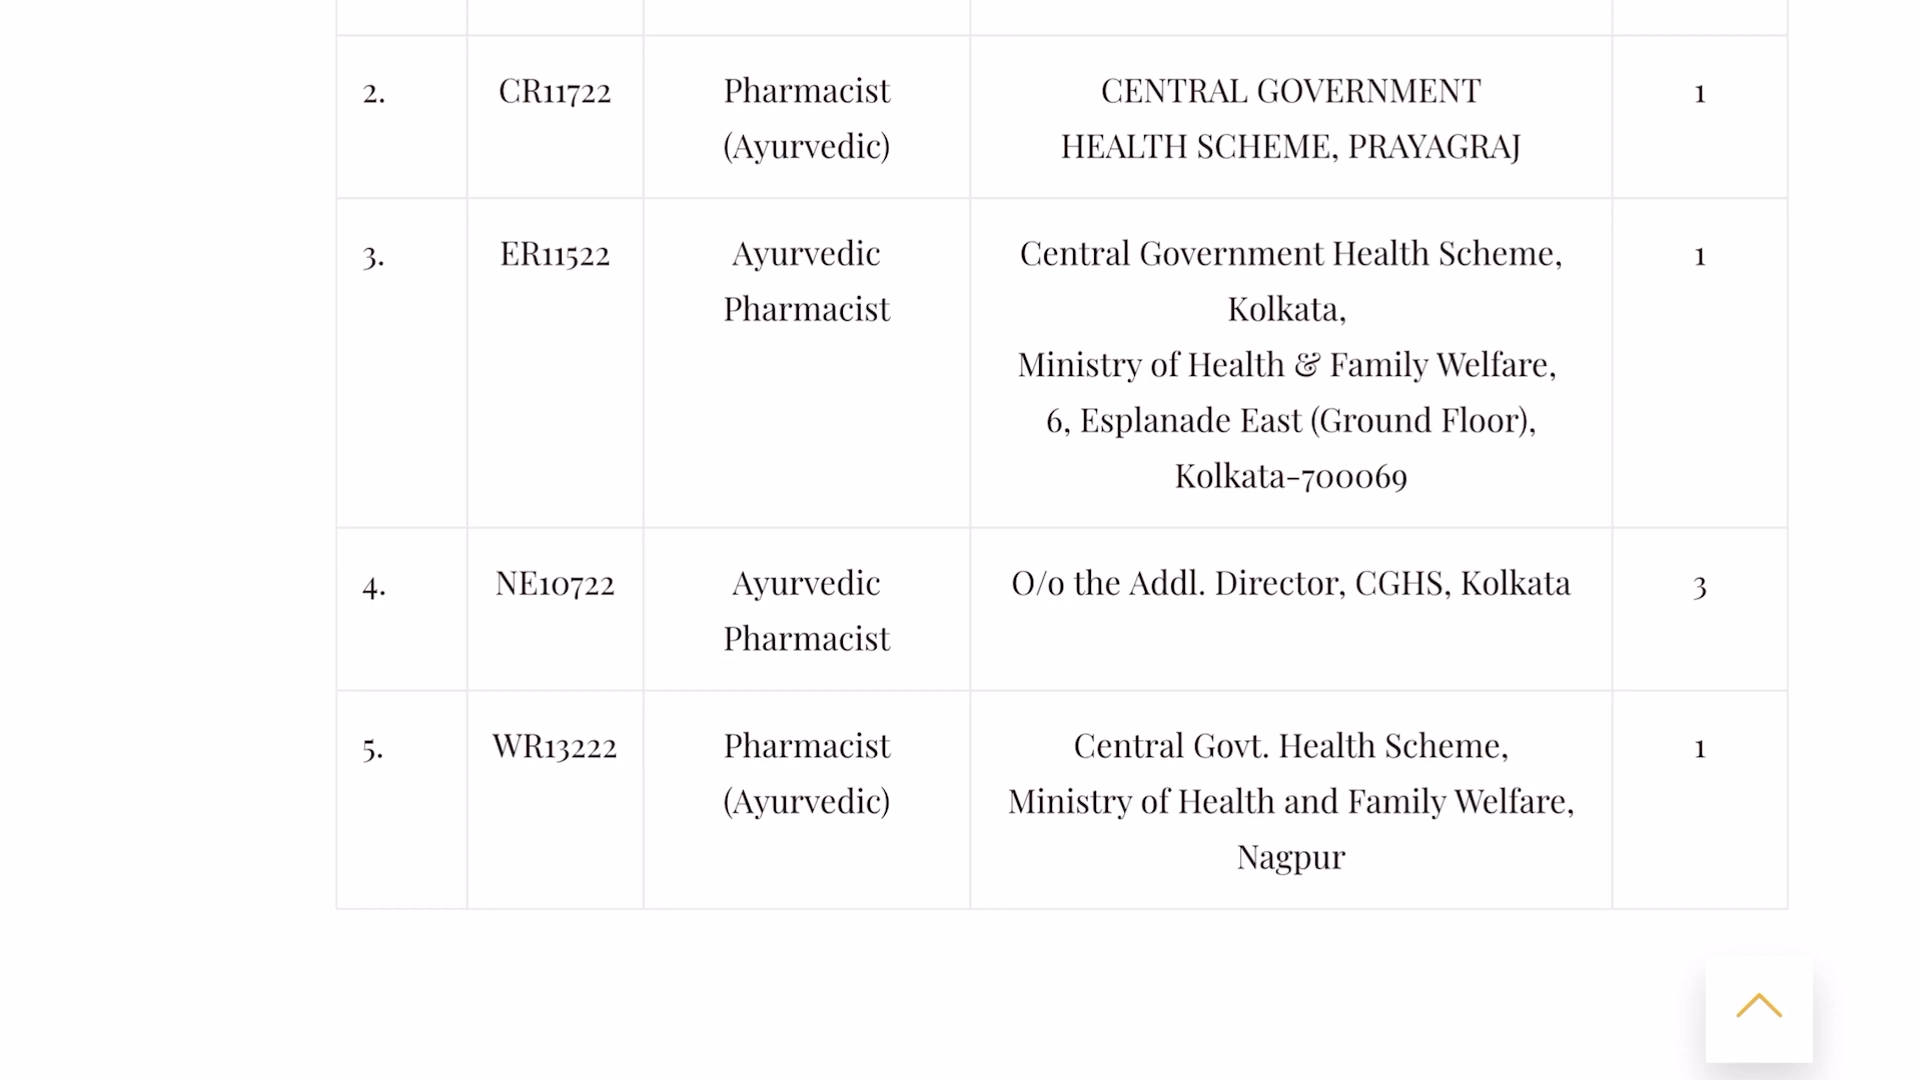 2. CR11722 Pharmacist CENTRAL GOVERNMENT 1
(Ayurvedic) HEALTH SCHEME, PRAYAGRAJ
3. ER11522 Ayurvedic Central Government Health Scheme, 1
Pharmacist Kolkata,
Ministry of Health & Family Welfare,
6, Esplanade East (Ground Floor),
Kolkata-700069
4. NE10722 Ayurvedic O/o the Addl. Director, CGHS, Kolkata 3
Pharmacist
5. WR13222 Pharmacist Central Govt. Health Scheme, 1
(Ayurvedic) Ministry of Health and Family Welfare,
Nagpur